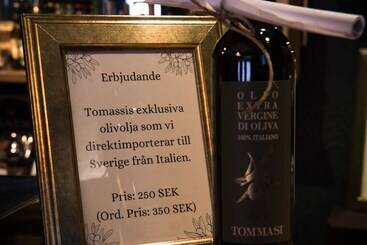 Erbjudande
Tomassis exklusiva
olivolja som vi
direktimporterar till
Sverige från Italien.
Pris: 250 SEK
(Ord. Pris: 350 SEK)
OLIO
EXTRA
VERGINE
DI OLIVA
100% ITALIANO
TOMMASI